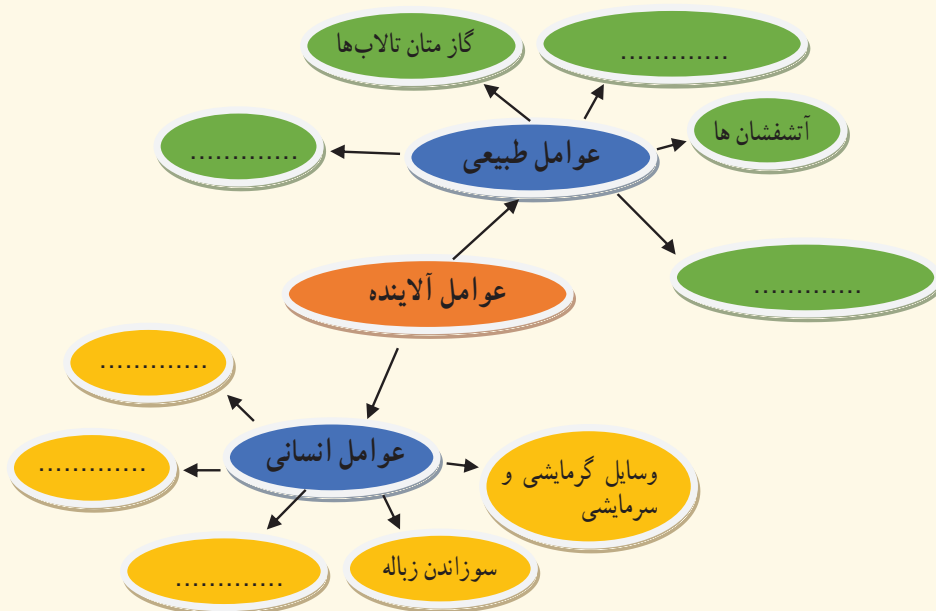 گاز متان تالاب‌ها
.............
آتشفشان ها
.............
عوامل طبیعی
.............
عوامل آلاینده
.............
عوامل انسانی
.............
وسایل گرمایشی و
سرمایشی
سوزاندن زباله
.............